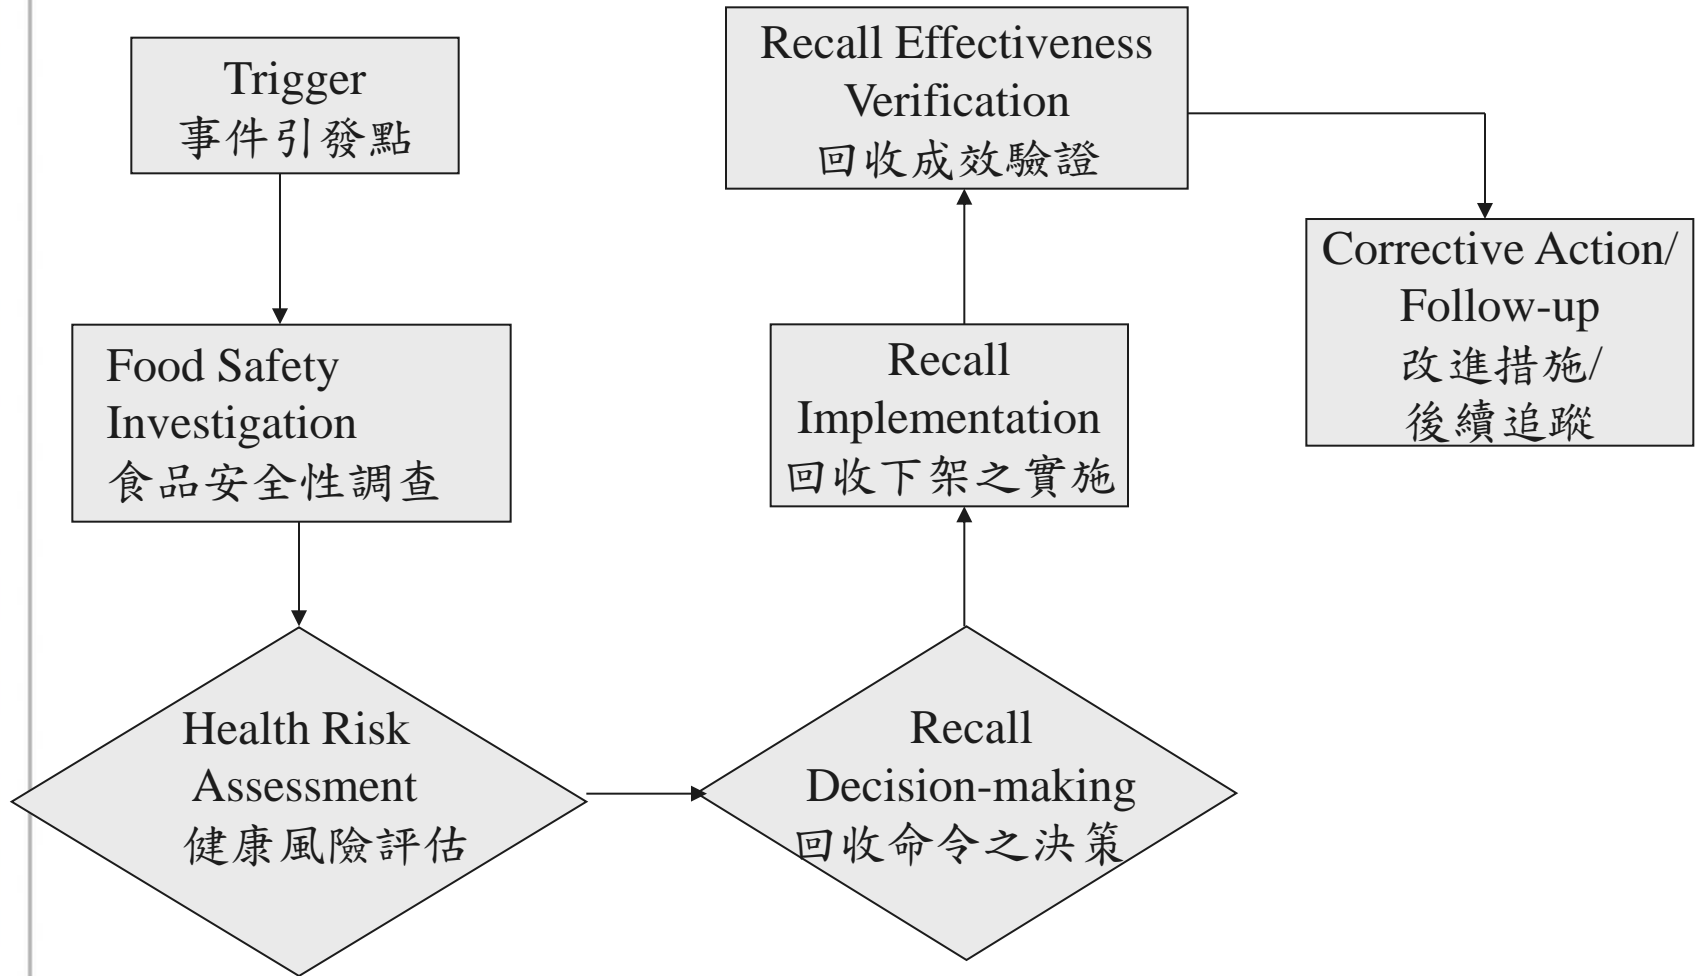 Trigger
事件引發點
Food Safety
Investigation
食品安全性調查
Health Risk
Assessment
健康風險評估
Recall
Decision-making
回收命令之決策
Recall
Implementation
回收下架之實施
Recall Effectiveness
Verification
回收成效驗證
Corrective Action/
Follow-up
改進措施/
後續追蹤